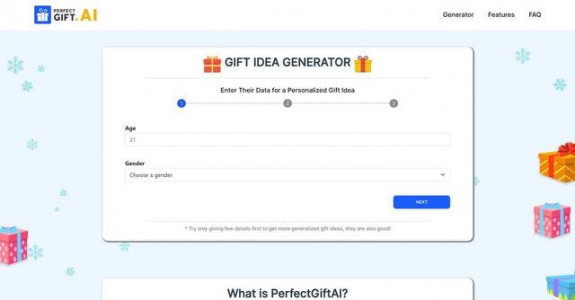 PERFECT
GIFT. AI
Generator Features FAQ
GIFT IDEA GENERATOR
Enter Their Data for a Personalized Gift Idea
1 2 3
Age
21
Gender
Choose a gender
NEXT
* Try only giving few details first to get more generalized gift ideas, they are also good!
What is PerfectGiftAI?